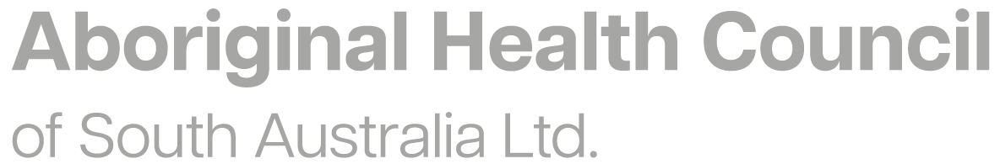 Aboriginal Health Council
of South Australia Ltd.